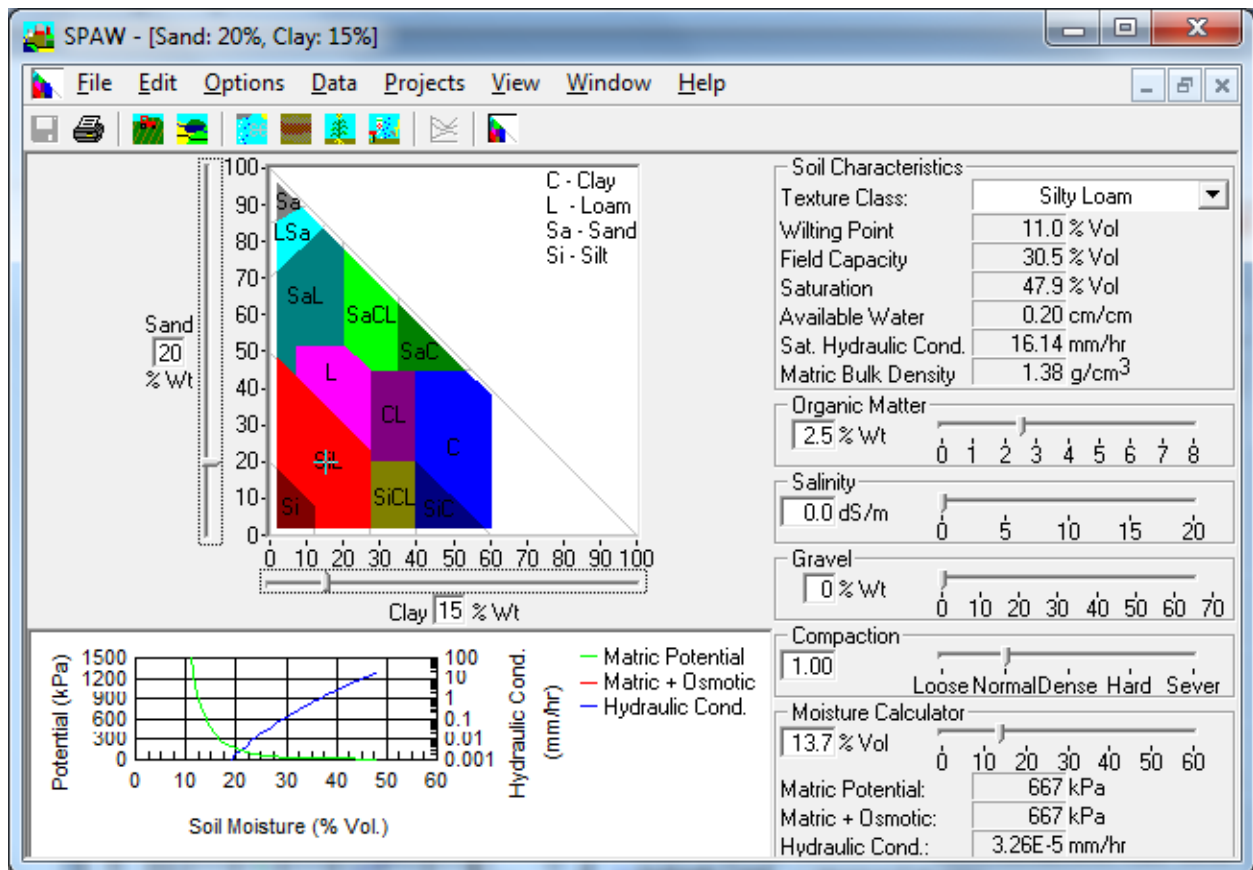 SPAW - [Sand: 20%, Clay: 15%]
File Edit Options Data Projects View Window Help
100
90
80
70
60
50
40
30
20
10
0
Sand
20
% Wt
Sa
LSa
SaL
SaCL
SaC
L
CL
C
SiL
Si
SiCL
SiC
C - Clay
L - Loam
Sa - Sand
Si - Silt
0 10 20 30 40 50 60 70 80 90 100
Clay 15 % Wt
Soil Characteristics
Texture Class: Silty Loam
Wilting Point 11.0 % Vol
Field Capacity 30.5 % Vol
Saturation 47.9 % Vol
Available Water 0.20 cm/cm
Sat. Hydraulic Cond. 16.14 mm/hr
Matric Bulk Density 1.38 g/cm3
Organic Matter
2.5 % Wt
0 1 2 3 4 5 6 7 8
Salinity
0.0 dS/m
0 5 10 15 20
Gravel
0 % Wt
0 10 20 30 40 50 60 70
Compaction
1.00
Loose Normal Dense Hard Sever
Moisture Calculator
13.7 % Vol
0 10 20 30 40 50 60
Matric Potential: 667 kPa
Matric + Osmotic: 667 kPa
Hydraulic Cond.: 3.26E-5 mm/hr
Potential (kPa)
1500
1200
900
600
300
0
0 10 20 30 40 50 60
Soil Moisture (% Vol.)
100
10
1
0.1
0.01
0.001
Hydraulic Cond.
(mm/hr)
Matric Potential
Matric + Osmotic
Hydraulic Cond.